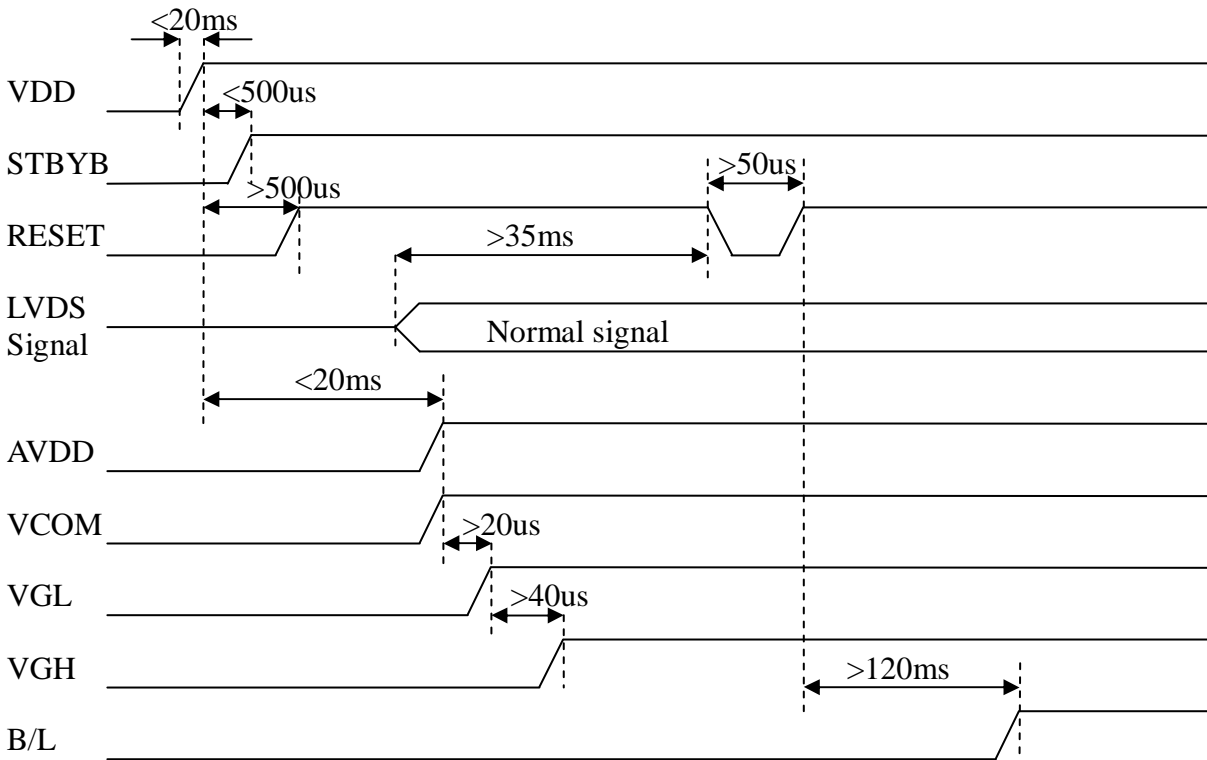 <20ms
VDD
<500us
STBYB
>50us
>500us
RESET
>35ms
LVDS
Signal
Normal signal
<20ms
AVDD
VCOM
>20us
VGL
>40us
VGH
>120ms
B/L